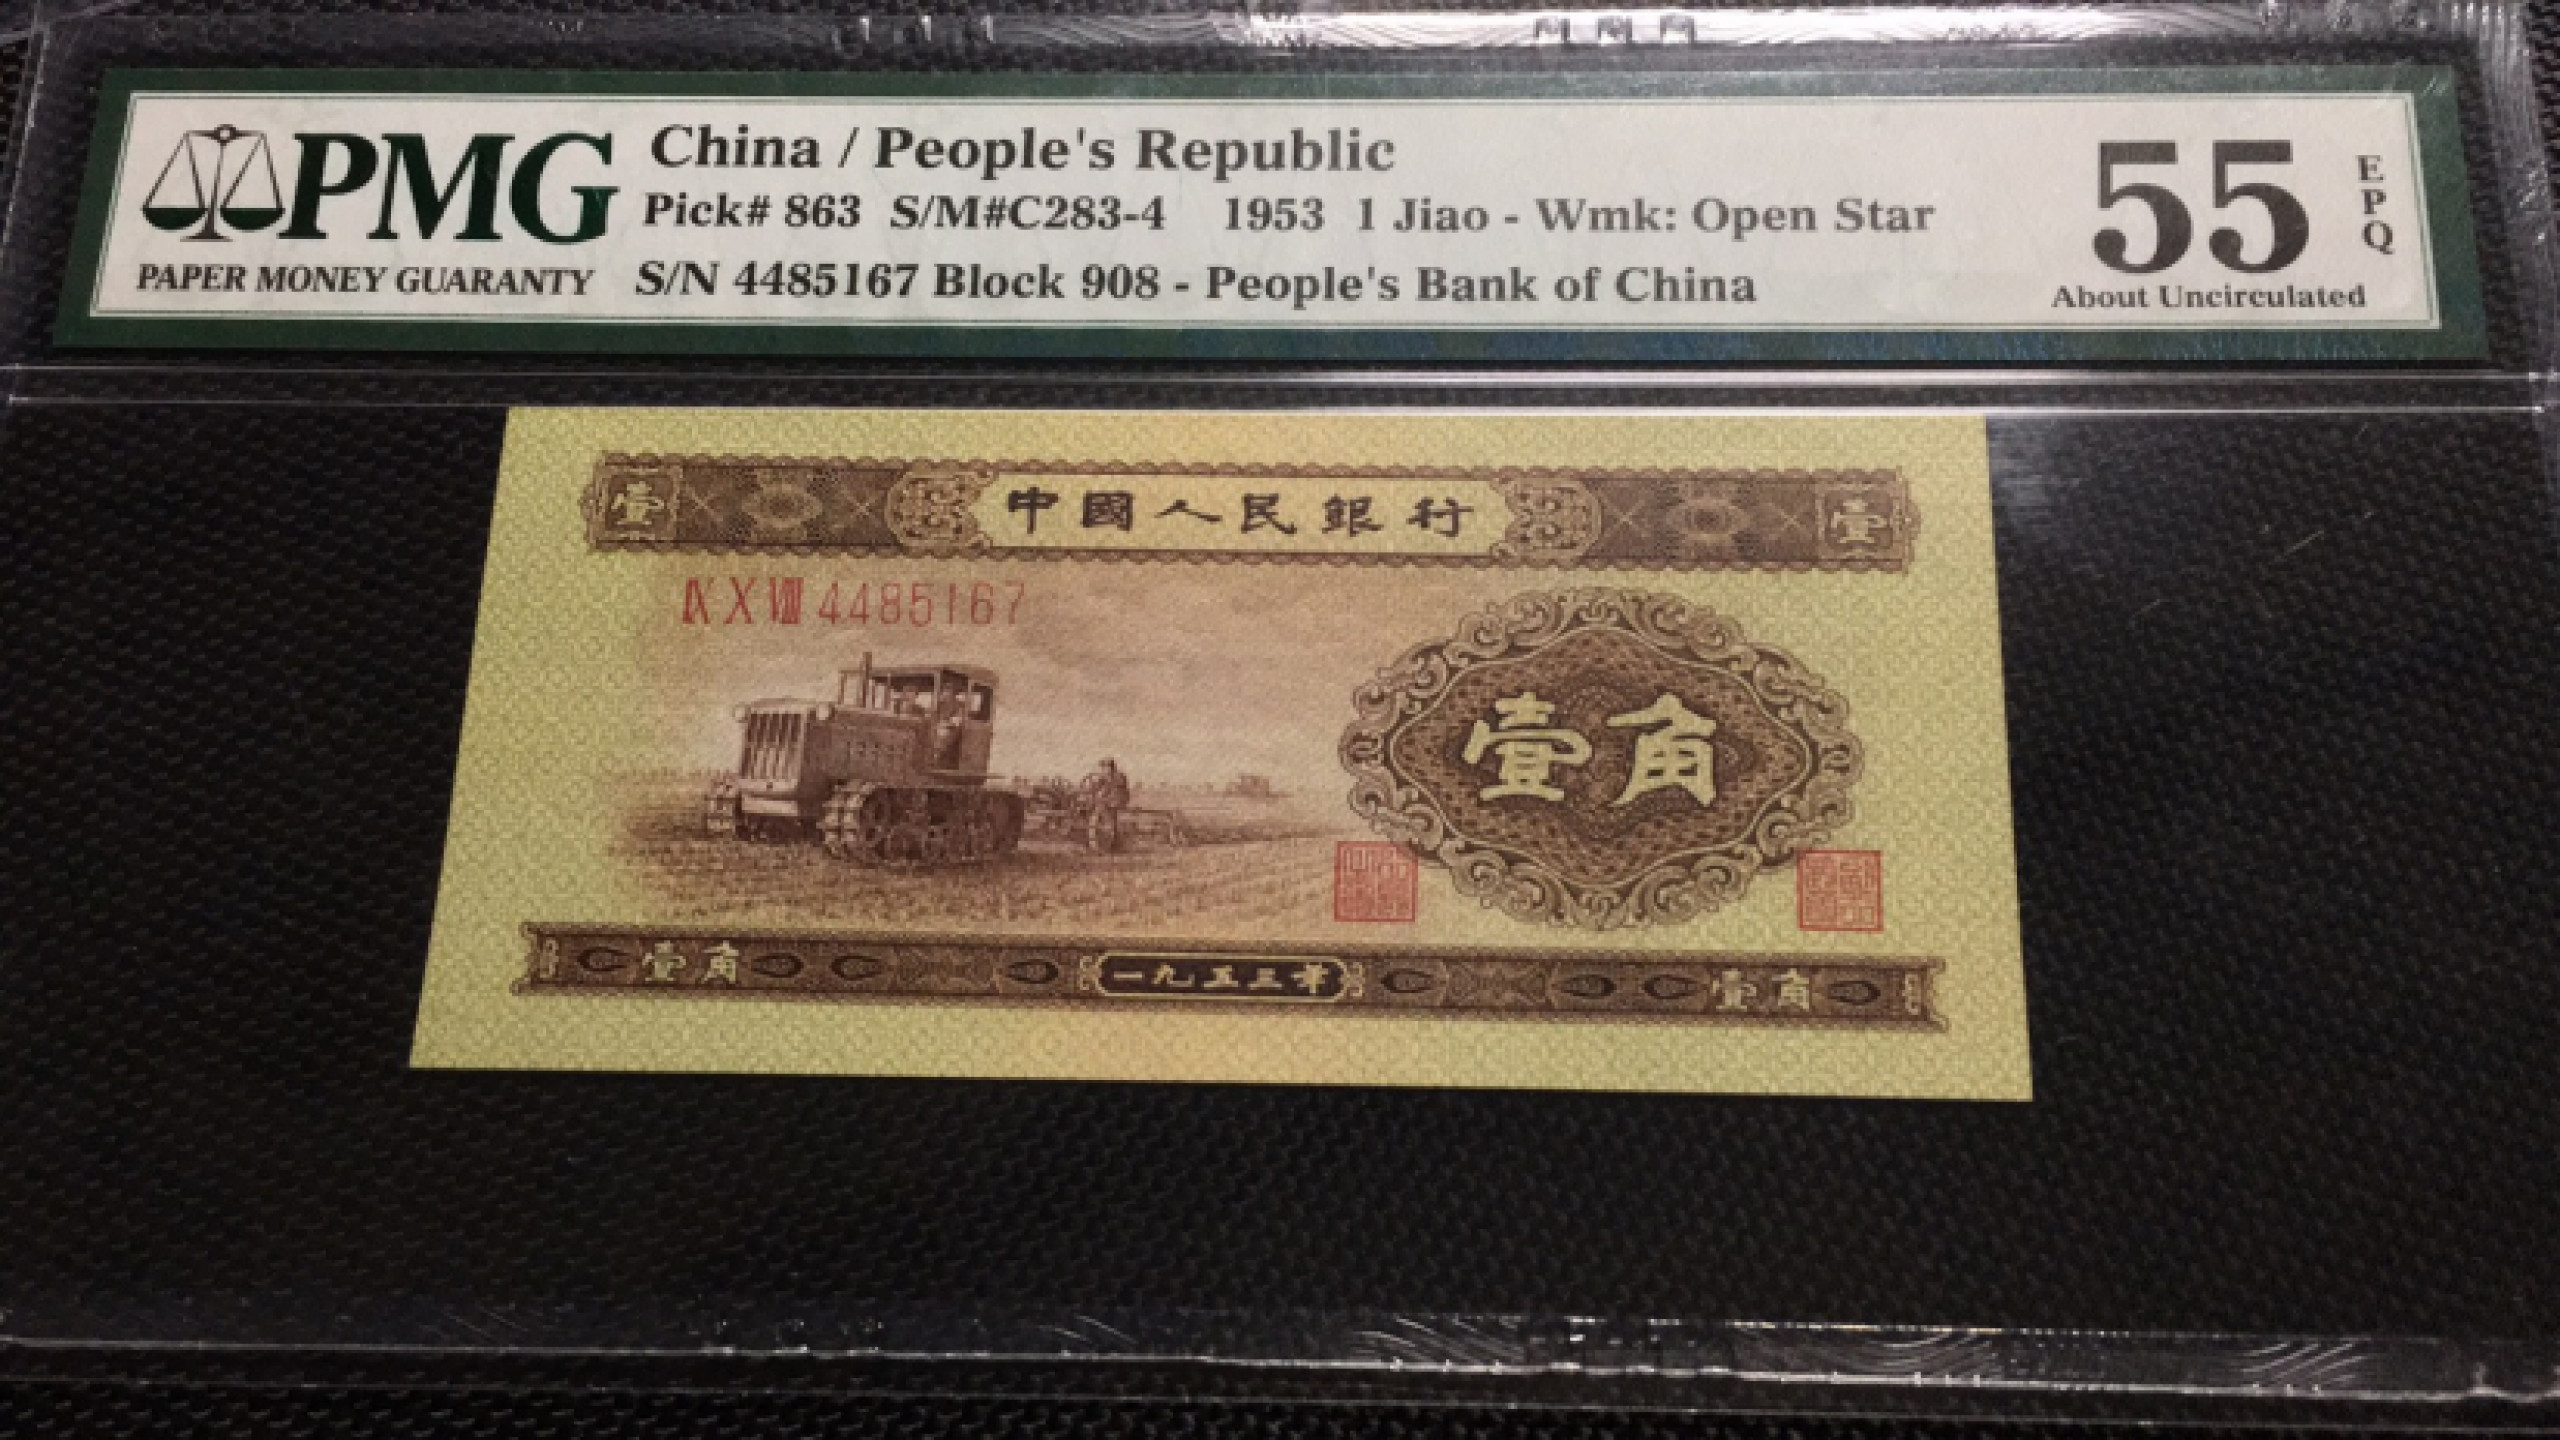 PMG
PAPER MONEY GUARANTY
China / People's Republic
Pick# 863 S/M#C283-4 1953 1 Jiao - Wmk: Open Star
S/N 4485167 Block 908 - People's Bank of China
55
EPQ
About Uncirculated
壹 中國人民銀行 壹
IX X VIII 4485167
壹角
壹角 一九五三年 壹角